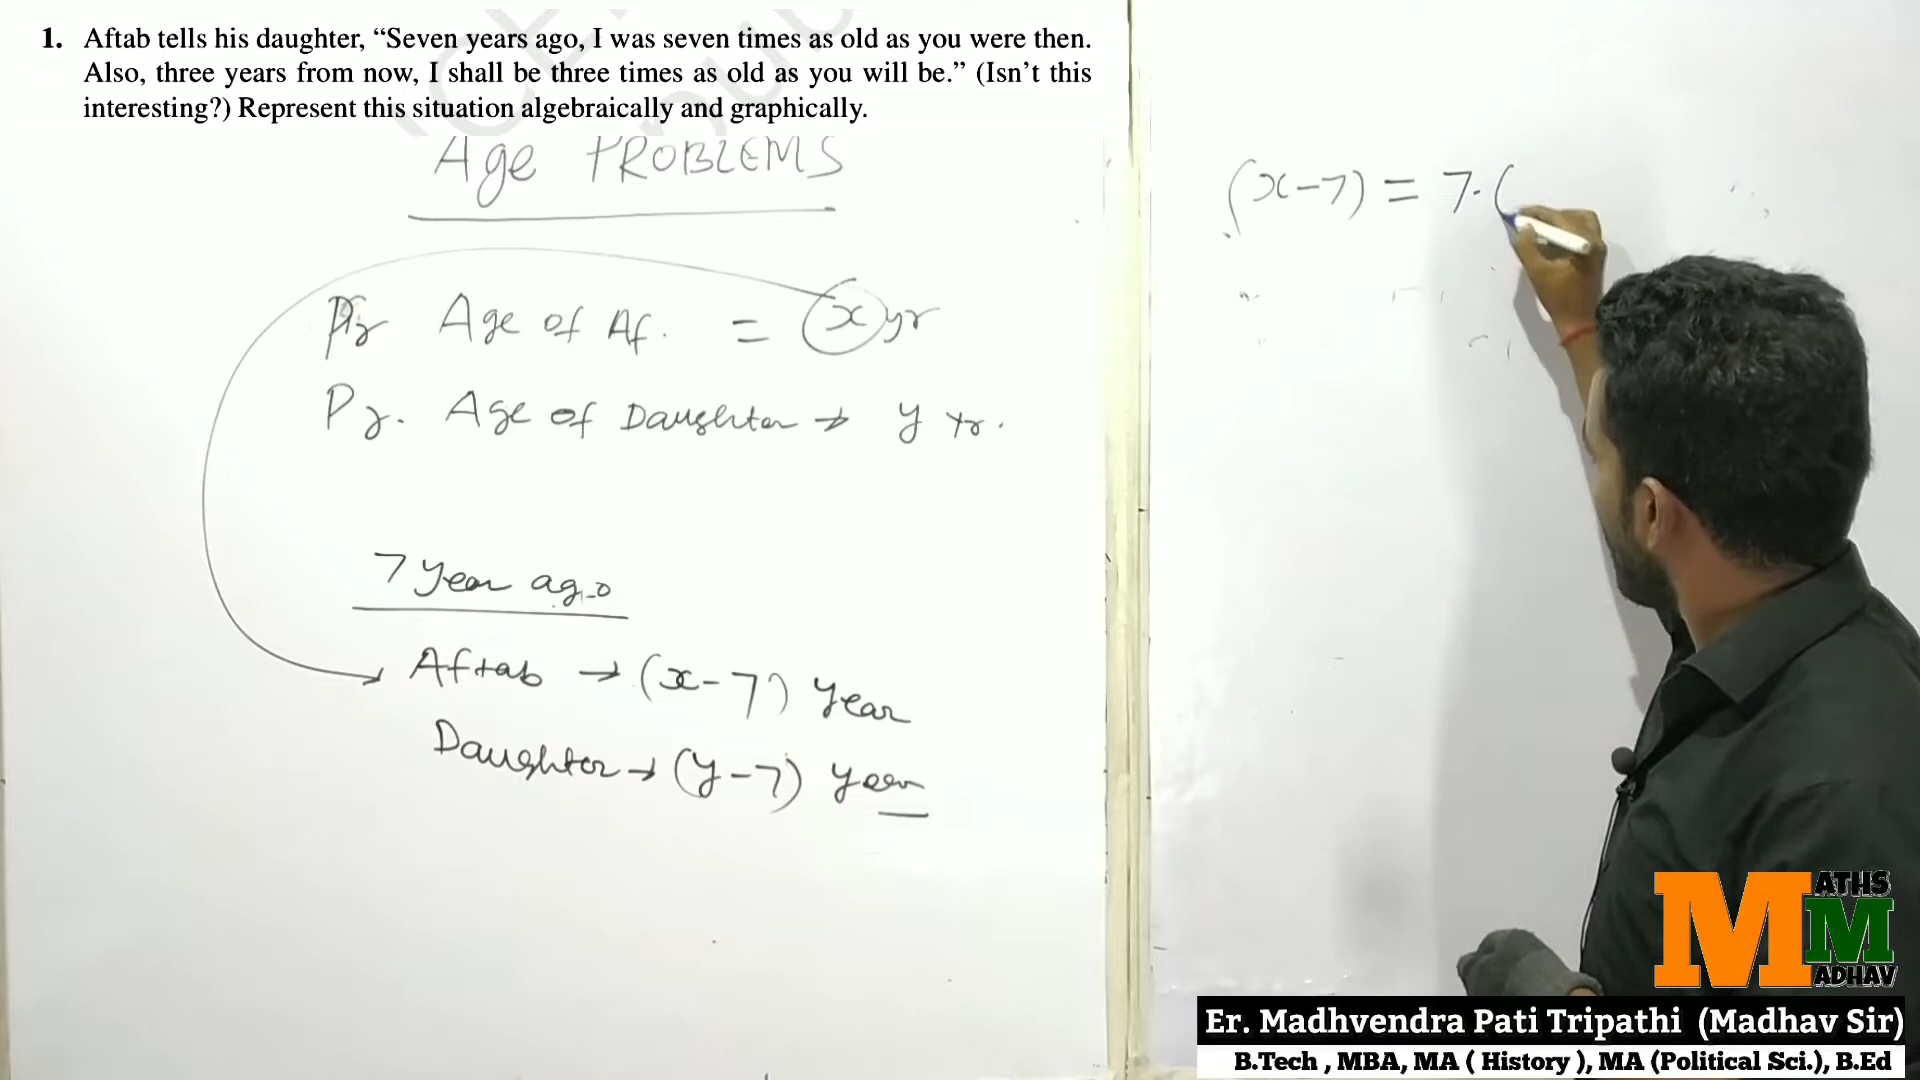 1. Aftab tells his daughter, “Seven years ago, I was seven times as old as you were then.
Also, three years from now, I shall be three times as old as you will be.” (Isn’t this
interesting?) Represent this situation algebraically and graphically.
Age PROBLEMS
Age of Af. = x yr
Age of Daughter → y yr.
7 year ago
Aftab → (x-7) year
Daughter → (y-7) year
(x-7) = 7·(
MATHS
MADHAV
Er. Madhvendra Pati Tripathi (Madhav Sir)
B.Tech , MBA, MA ( History ), MA (Political Sci.), B.Ed